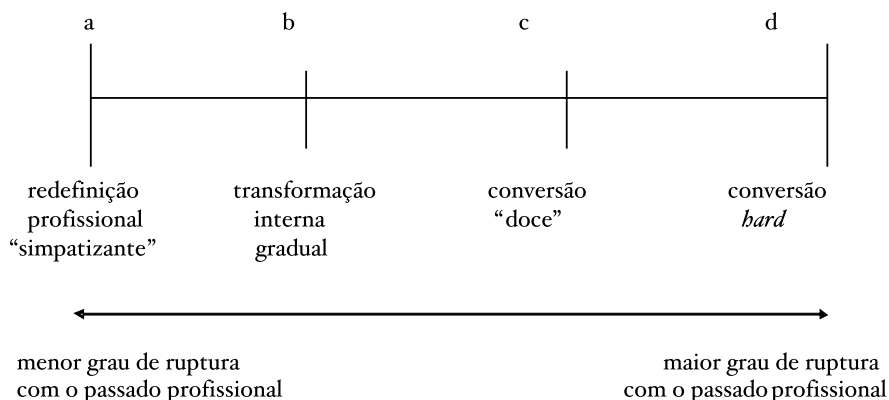 a b c d
redefinição transformação conversão conversão
profissional interna “doce” hard
“simpatizante” gradual
menor grau de ruptura maior grau de ruptura
com o passado profissional com o passado profissional